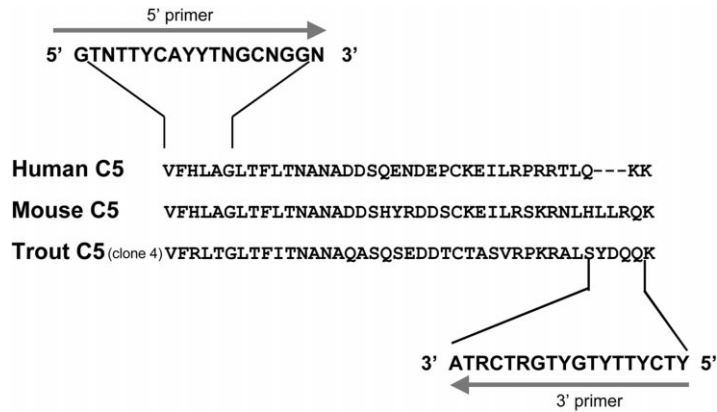 5' primer
5' GTNTTYCAYYTNGCNGGN 3'
Human C5 VFHLAGLTFLTNANADDSQENDEPCKEILRPRRTLQ---KK
Mouse C5 VFHLAGLTFLTNANADDSHYRDDSCKEILRSKRNLHLLRQK
Trout C5 (clone 4) VFRLTGLTFITNANAQASQSEDDTCTASVRPKRALSYDQQK
3' ATRCTRGTYGTYTTYCTY 5'
3' primer